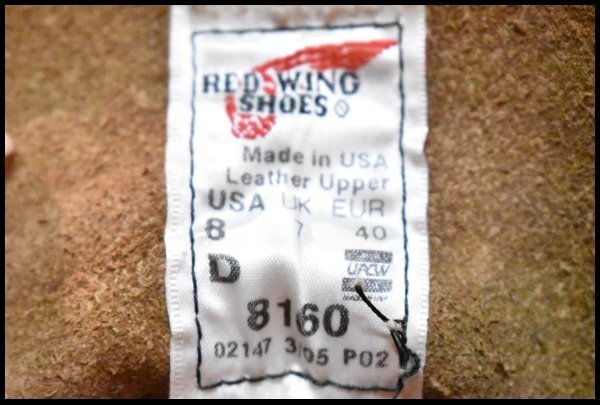 RED WING
SHOES
Made in USA
Leather Upper
USA UK EUR
8 7 40
D UFCW
8160
02147 3/05 P02